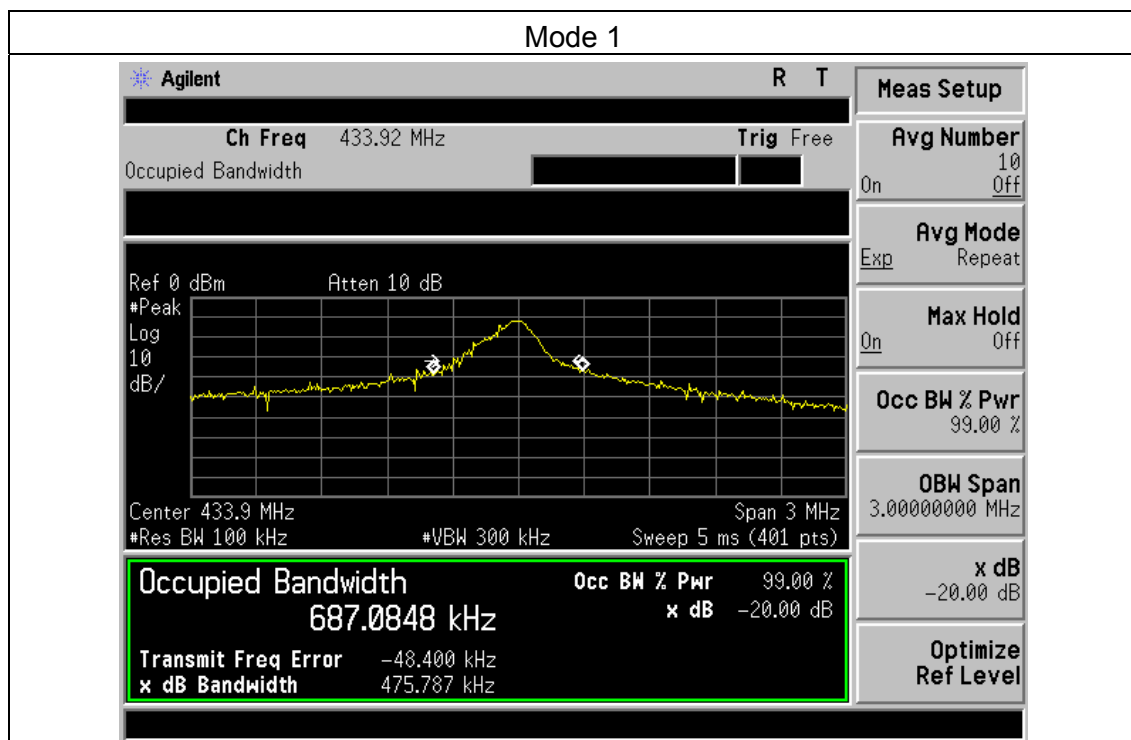 Mode 1
Agilent R T
Ch Freq 433.92 MHz Trig Free
Occupied Bandwidth
Ref 0 dBm Atten 10 dB
#Peak
Log
10
dB/
Center 433.9 MHz Span 3 MHz
#Res BW 100 kHz #VBW 300 kHz Sweep 5 ms (401 pts)
Occupied Bandwidth Occ BW % Pwr 99.00 %
687.0848 kHz x dB -20.00 dB
Transmit Freq Error -48.400 kHz
x dB Bandwidth 475.787 kHz
Meas Setup
Avg Number
10
On Off
Avg Mode
Exp Repeat
Max Hold
On Off
Occ BW % Pwr
99.00 %
OBW Span
3.00000000 MHz
x dB
-20.00 dB
Optimize
Ref Level